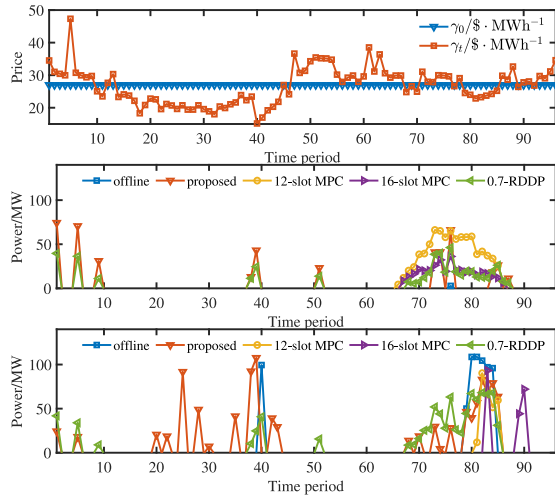 50
40
30
20
Price
γ₀/$ · MWh⁻¹
γₜ/$ · MWh⁻¹
10 20 30 40 50 60 70 80 90
Time period
offline proposed 12-slot MPC 16-slot MPC 0.7-RDDP
100
50
0
Power/MW
10 20 30 40 50 60 70 80 90
Time period
offline proposed 12-slot MPC 16-slot MPC 0.7-RDDP
100
50
0
Power/MW
10 20 30 40 50 60 70 80 90
Time period